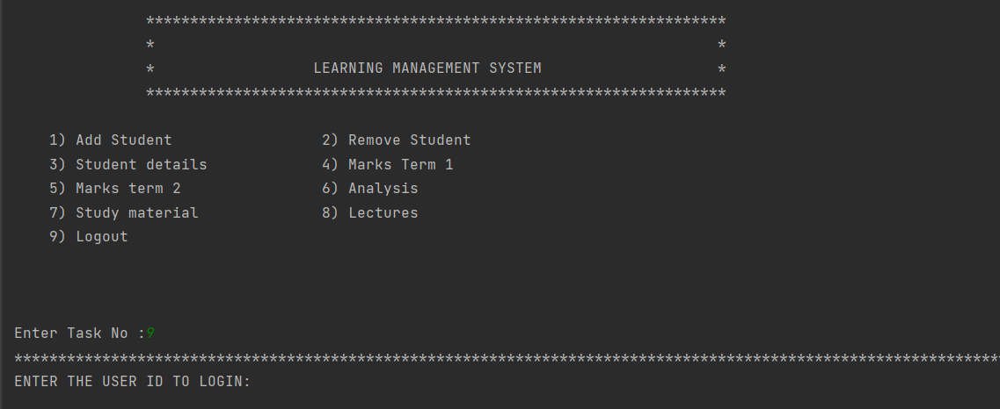 ******************************************************************
*                                                                *
*                  LEARNING MANAGEMENT SYSTEM                    *
******************************************************************
1) Add Student                 2) Remove Student
3) Student details             4) Marks Term 1
5) Marks term 2                6) Analysis
7) Study material              8) Lectures
9) Logout
Enter Task No :9
*****************************************************************************************************************
ENTER THE USER ID TO LOGIN: